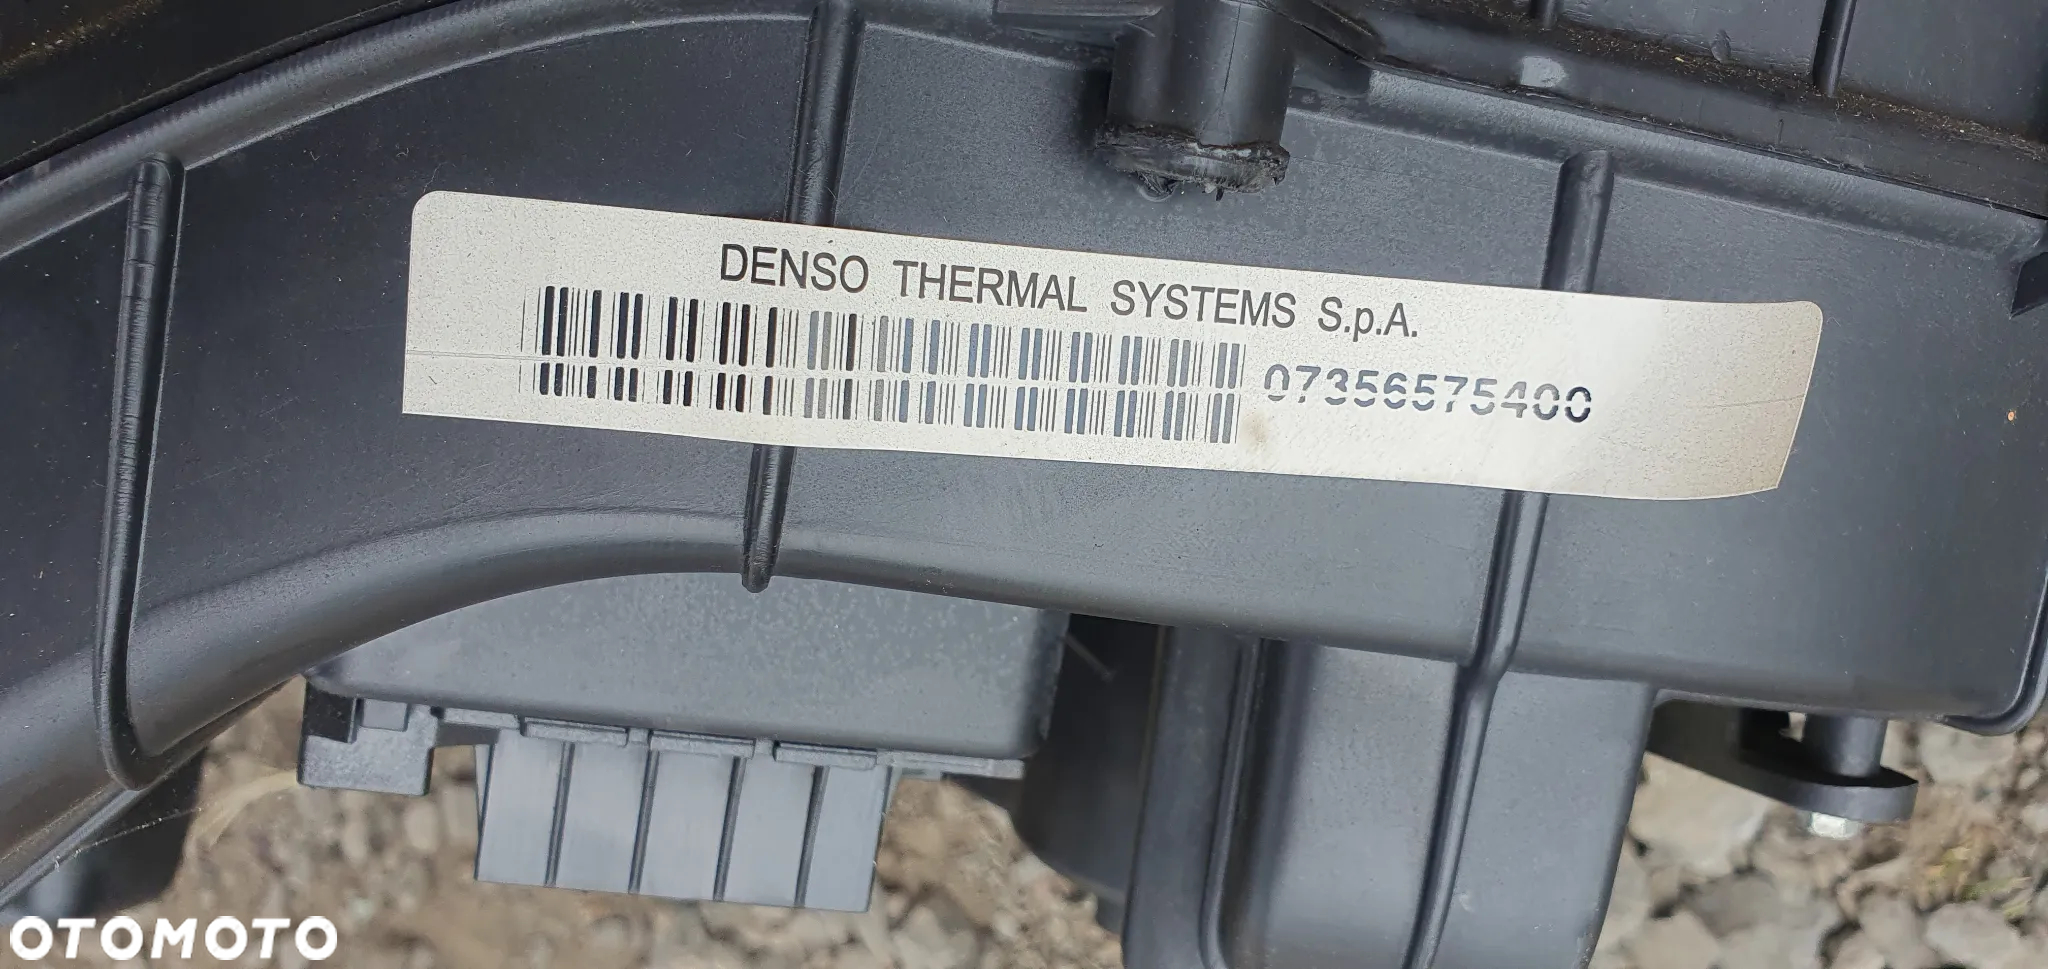 DENSO THERMAL SYSTEMS S.p.A.
07356575400
OTOMOTO